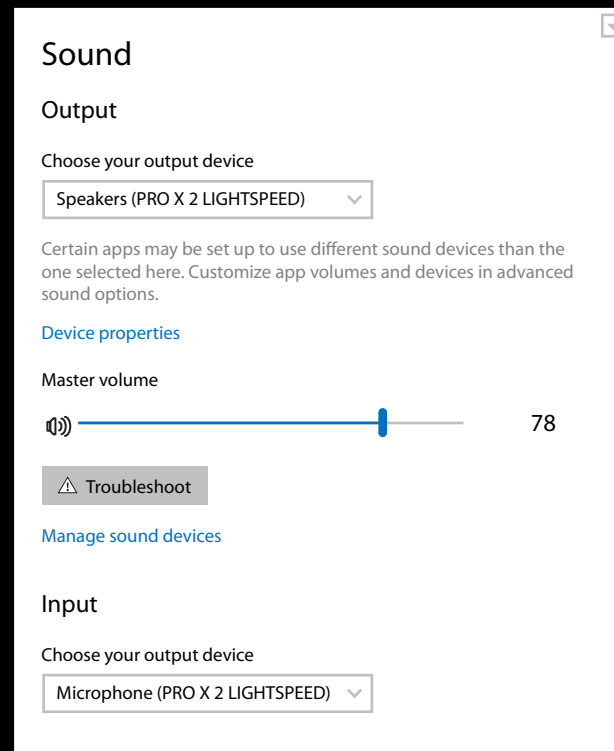 Sound
Output
Choose your output device
Speakers (PRO X 2 LIGHTSPEED)
Certain apps may be set up to use different sound devices than the
one selected here. Customize app volumes and devices in advanced
sound options.
Device properties
Master volume
78
Troubleshoot
Manage sound devices
Input
Choose your output device
Microphone (PRO X 2 LIGHTSPEED)